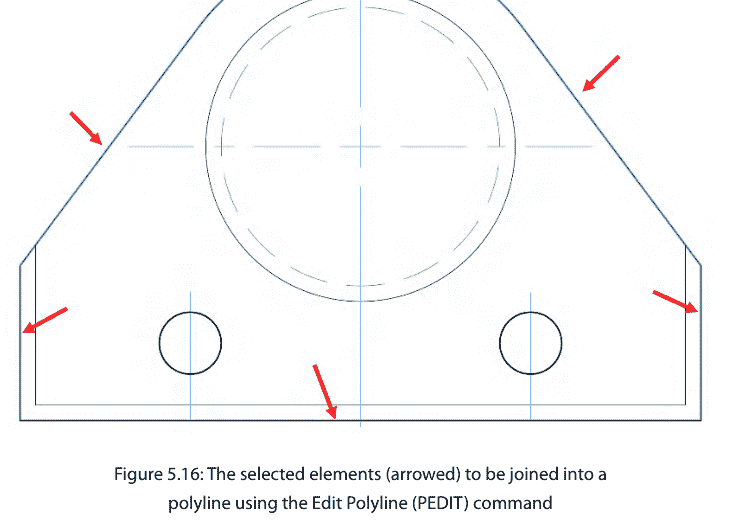 Figure 5.16: The selected elements (arrowed) to be joined into a
polyline using the Edit Polyline (PEDIT) command